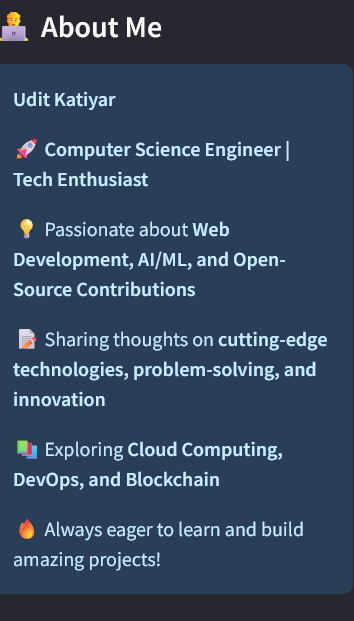 🧑‍💻 About Me
Udit Katiyar
🚀 Computer Science Engineer |
Tech Enthusiast
💡 Passionate about Web
Development, AI/ML, and Open-
Source Contributions
📝 Sharing thoughts on cutting-edge
technologies, problem-solving, and
innovation
📚 Exploring Cloud Computing,
DevOps, and Blockchain
🔥 Always eager to learn and build
amazing projects!